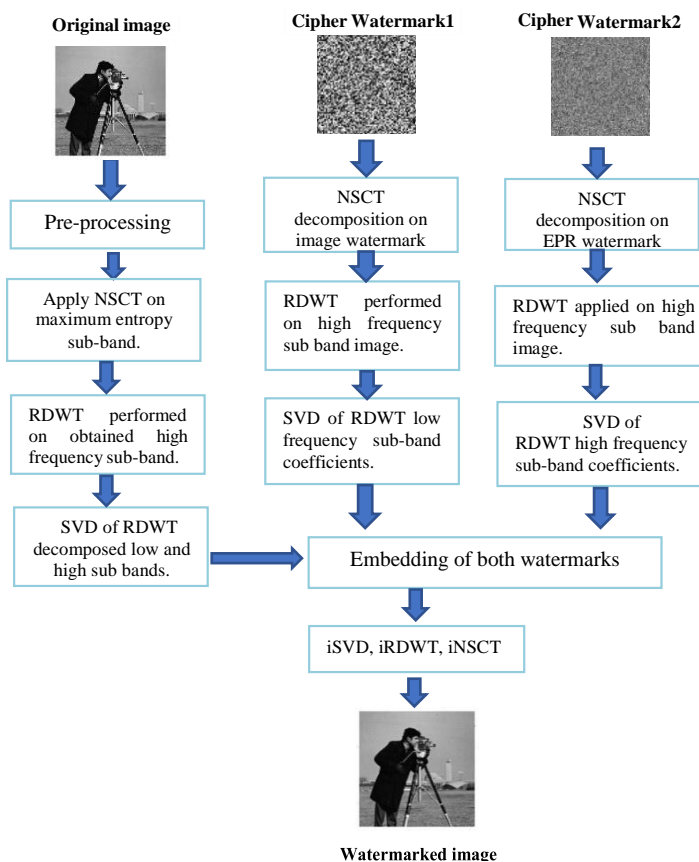 Original image
Cipher Watermark1
Cipher Watermark2
Pre-processing
NSCT
decomposition on
image watermark
NSCT
decomposition on
EPR watermark
Apply NSCT on
maximum entropy
sub-band.
RDWT performed
on high frequency
sub band image.
RDWT applied on high
frequency sub band
image.
RDWT performed
on obtained high
frequency sub-band.
SVD of RDWT low
frequency sub-band
coefficients.
SVD of
RDWT high frequency
sub-band coefficients.
SVD of RDWT
decomposed low and
high sub bands.
Embedding of both watermarks
iSVD, iRDWT, iNSCT
Watermarked image